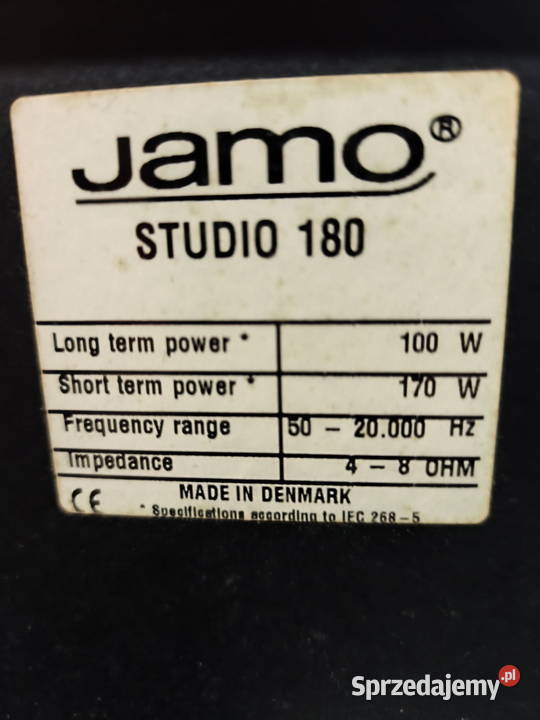 Jamo®
STUDIO 180
Long term power * 100 W
Short term power * 170 W
Frequency range 50 - 20.000 Hz
Impedance 4 - 8 OHM
CE MADE IN DENMARK
* Specifications according to IEC 268-5
Sprzedajemy.pl